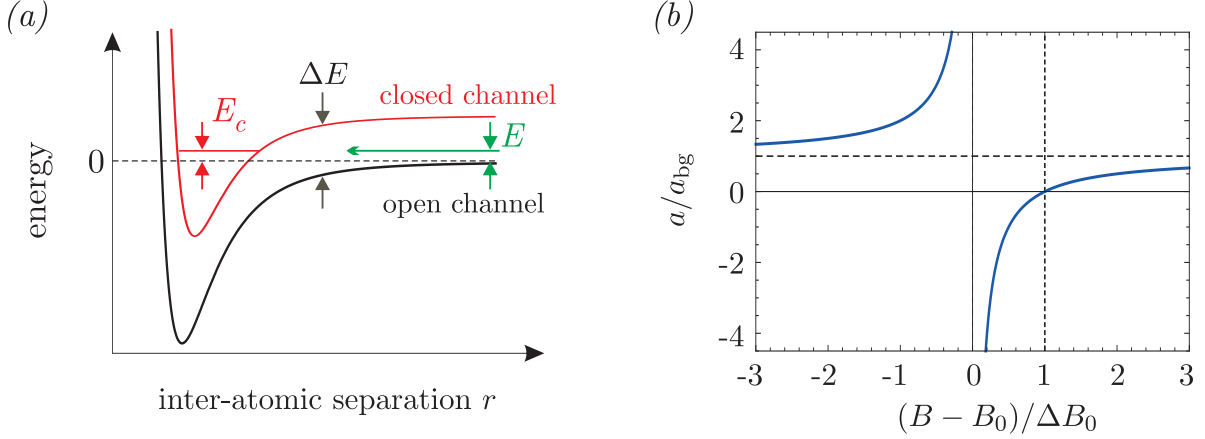 (a)
ΔE
closed channel
E_c
E
0
energy
open channel
inter-atomic separation r
(b)
4
2
0
-2
-4
a/a_bg
-3 -2 -1 0 1 2 3
(B − B_0)/ΔB_0